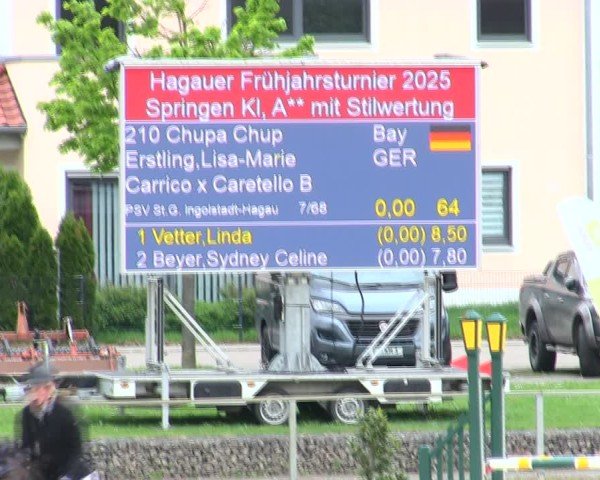 Hagauer Frühjahrsturnier 2025
Springen Kl, A** mit Stilwertung
210 Chupa Chup Bay
Erstling,Lisa-Marie GER
Carrico x Caretello B
PSV St.G. Ingolstadt-Hagau 7/68 0,00 64
1 Vetter,Linda (0,00) 8,50
2 Beyer,Sydney Celine (0,00) 7,80